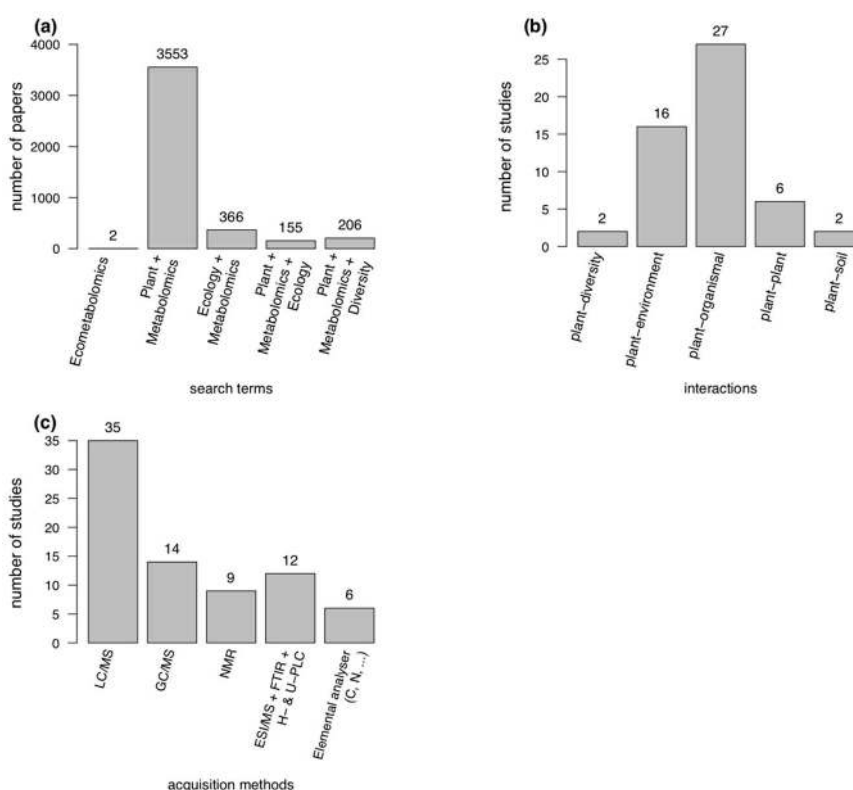 (a)
number of papers
4000
3000
2000
1000
0
2
3553
366
155
206
Ecometabolomics
Plant +
Metabolomics
Ecology +
Metabolomics
Plant +
Metabolomics +
Ecology
Plant +
Metabolomics +
Diversity
search terms
(b)
number of studies
25
20
15
10
5
0
2
16
27
6
2
plant-diversity
plant-environment
plant-organismal
plant-plant
plant-soil
interactions
(c)
number of studies
35
30
25
20
15
10
5
0
35
14
9
12
6
LC/MS
GC/MS
NMR
ESI/MS + FTIR +
H- & U-PLC
Elemental analyser
(C, N, ...)
acquisition methods